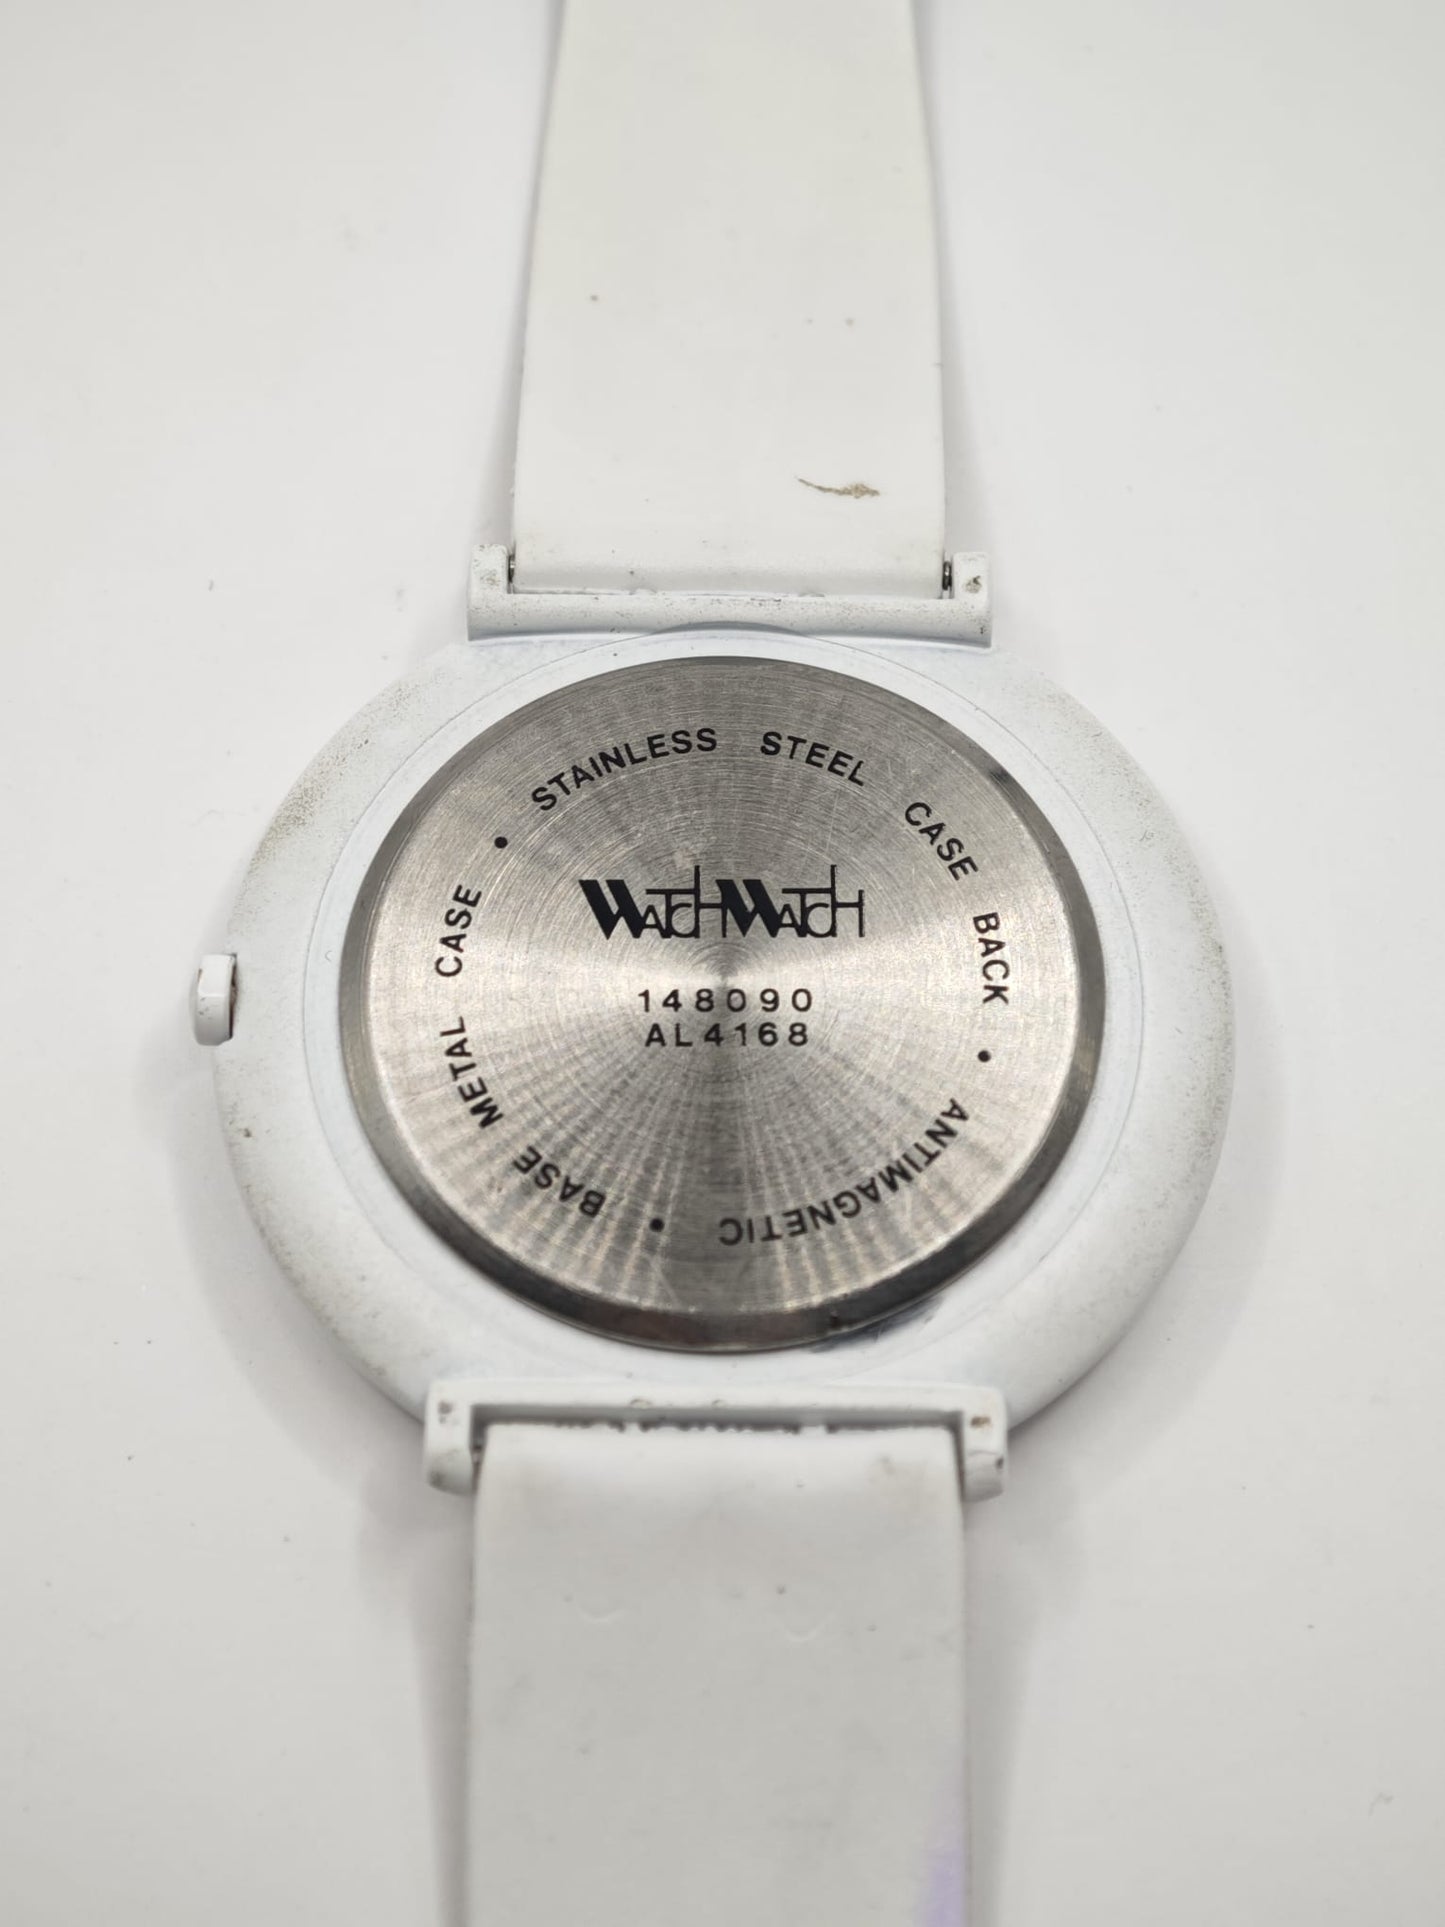 STAINLESS STEEL CASE BACK • ANTIMAGNETIC • BASE METAL CASE •
WATCHWATCH
148090
AL4168